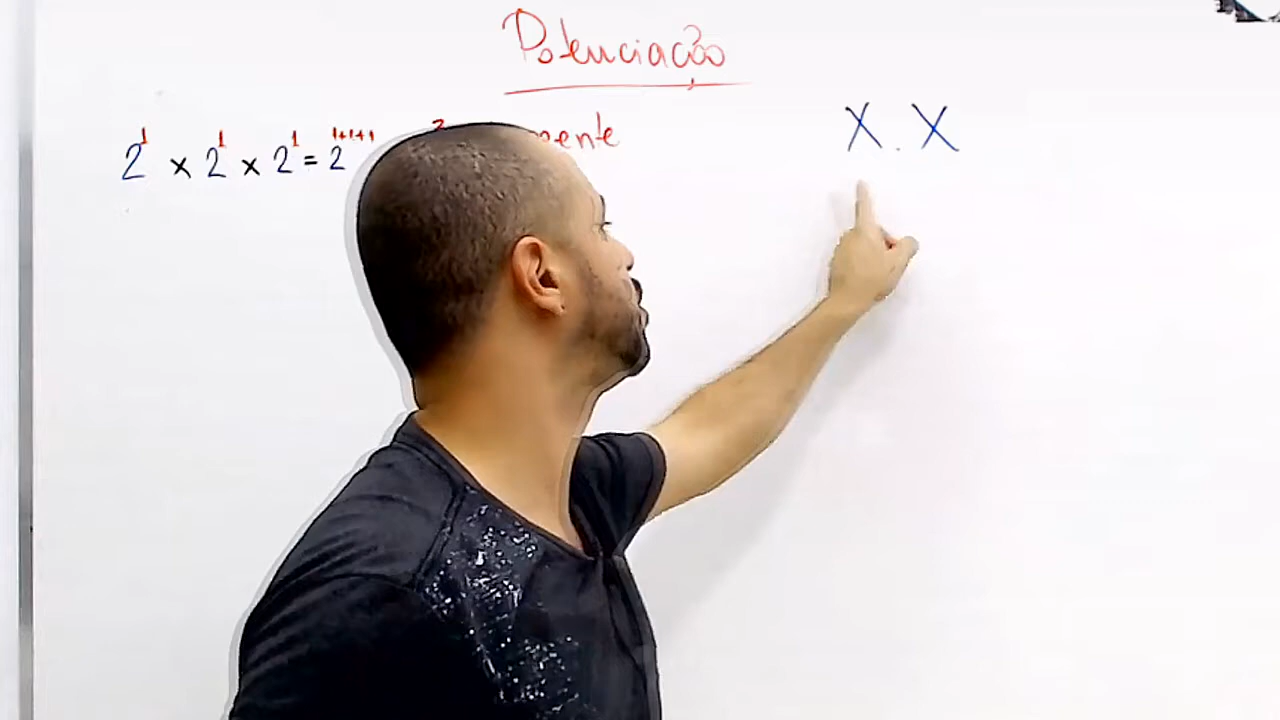 Potenciação
2¹ x 2¹ x 2¹ = 2¹⁺¹⁺¹
X . X